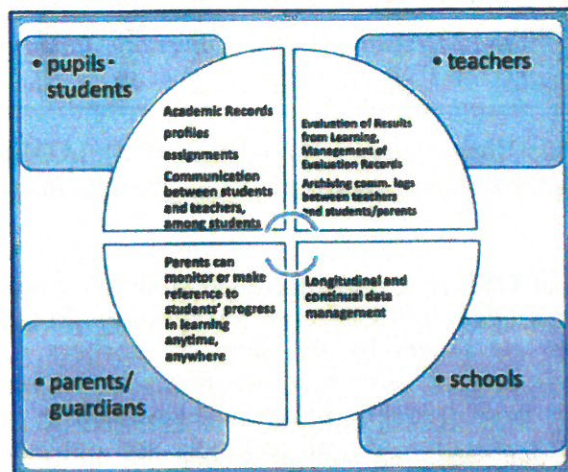 • pupils-
students
• teachers
Academic Records
profiles
assignments
Communication
between students
and teachers,
among students
Evaluation of Results
from Learning,
Management of
Evaluation Records
Archiving comm. logs
between teachers
and students/parents
Parents can
monitor or make
reference to
students' progress
in learning
anytime,
anywhere
Longitudinal and
continual data
management
• parents/
guardians
• schools